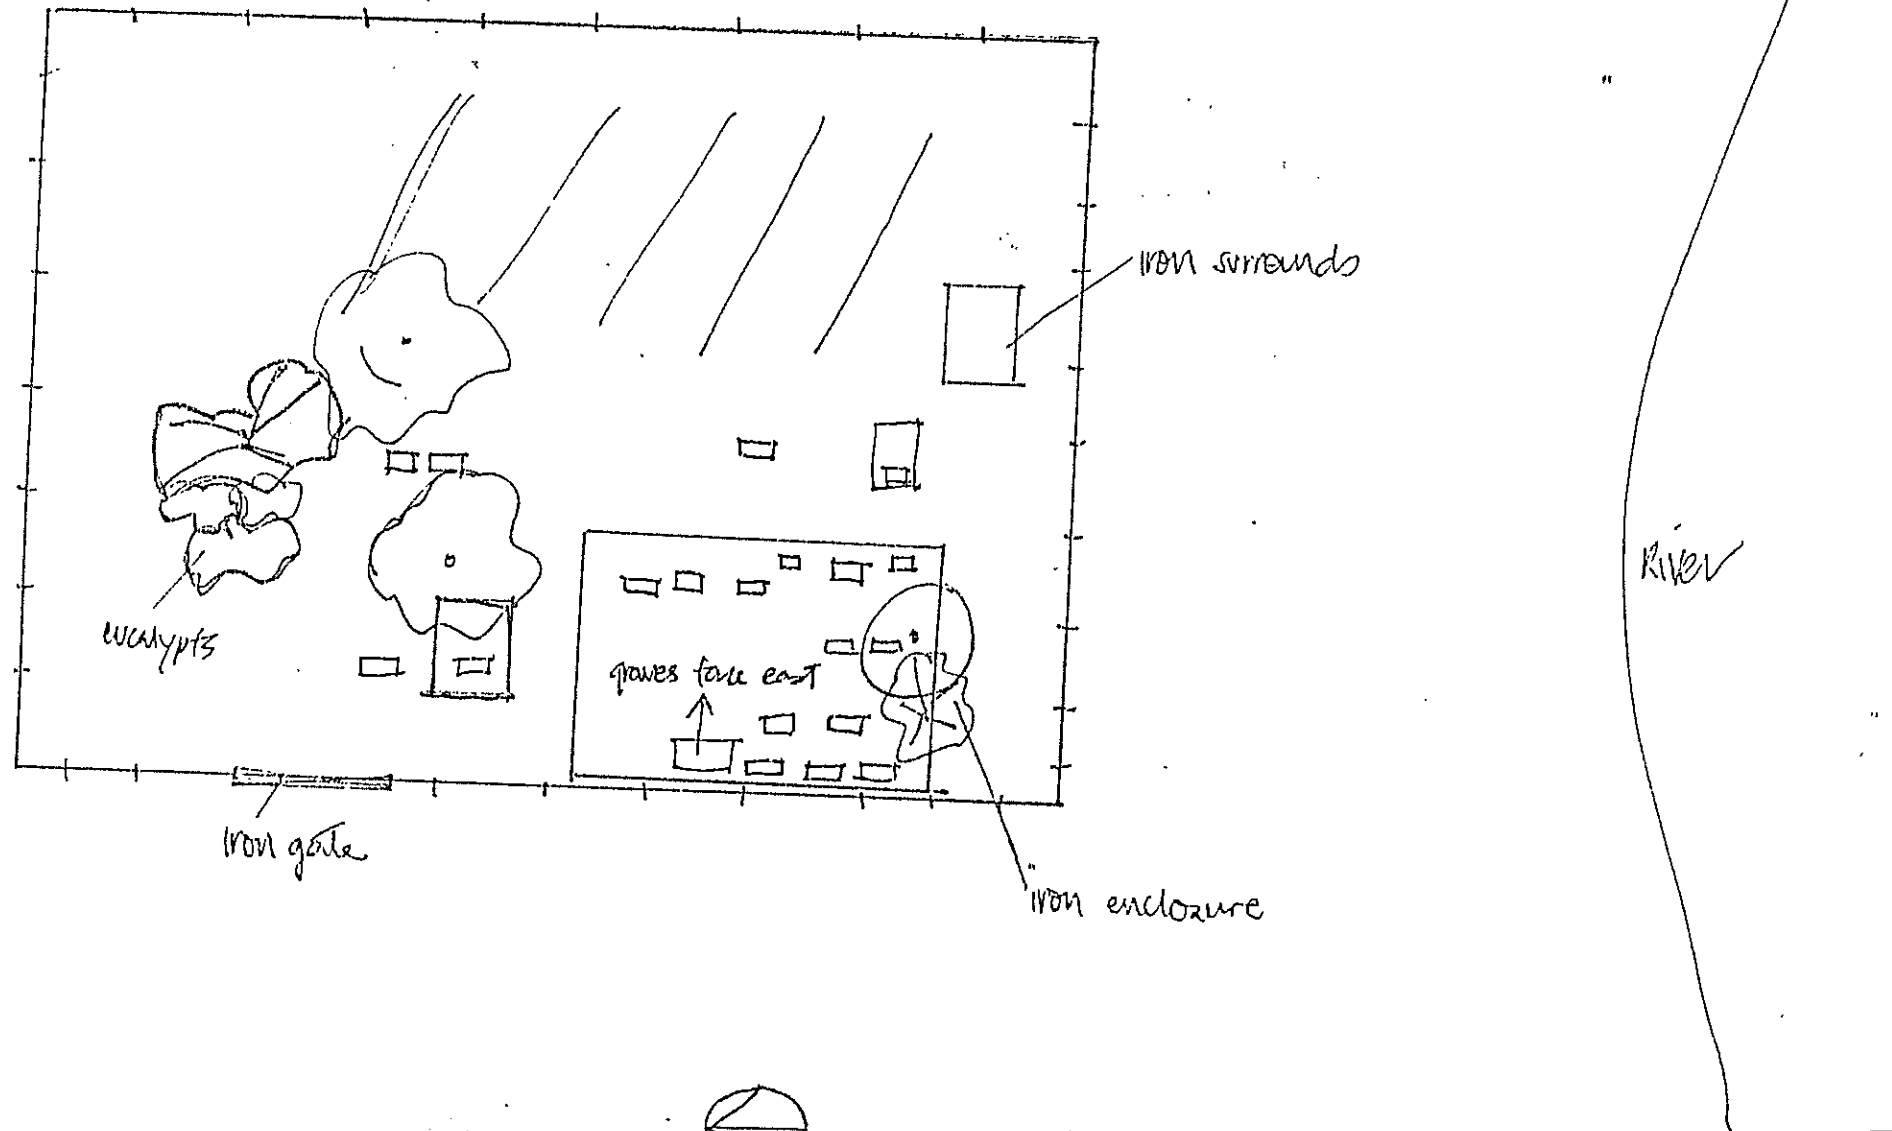 iron surrounds
River
eucalypts
graves face east
iron gate
iron enclozure